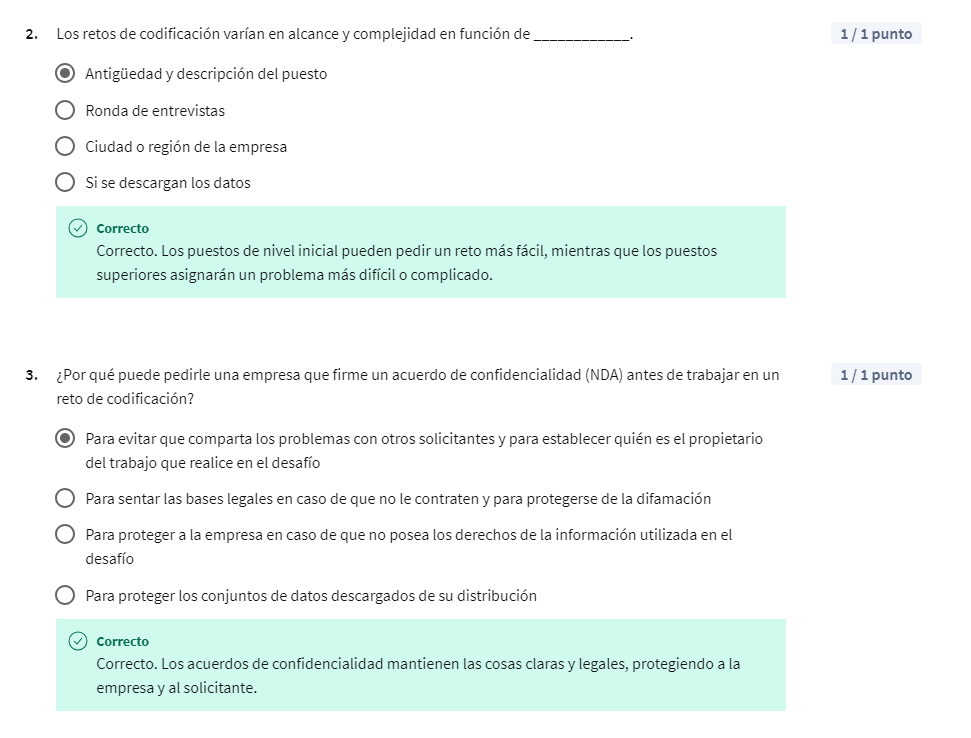 2. Los retos de codificación varían en alcance y complejidad en función de ____________.
1 / 1 punto
Antigüedad y descripción del puesto
Ronda de entrevistas
Ciudad o región de la empresa
Si se descargan los datos
Correcto
Correcto. Los puestos de nivel inicial pueden pedir un reto más fácil, mientras que los puestos
superiores asignarán un problema más difícil o complicado.
3. ¿Por qué puede pedirle una empresa que firme un acuerdo de confidencialidad (NDA) antes de trabajar en un
1 / 1 punto
reto de codificación?
Para evitar que comparta los problemas con otros solicitantes y para establecer quién es el propietario
del trabajo que realice en el desafío
Para sentar las bases legales en caso de que no le contraten y para protegerse de la difamación
Para proteger a la empresa en caso de que no posea los derechos de la información utilizada en el
desafío
Para proteger los conjuntos de datos descargados de su distribución
Correcto
Correcto. Los acuerdos de confidencialidad mantienen las cosas claras y legales, protegiendo a la
empresa y al solicitante.